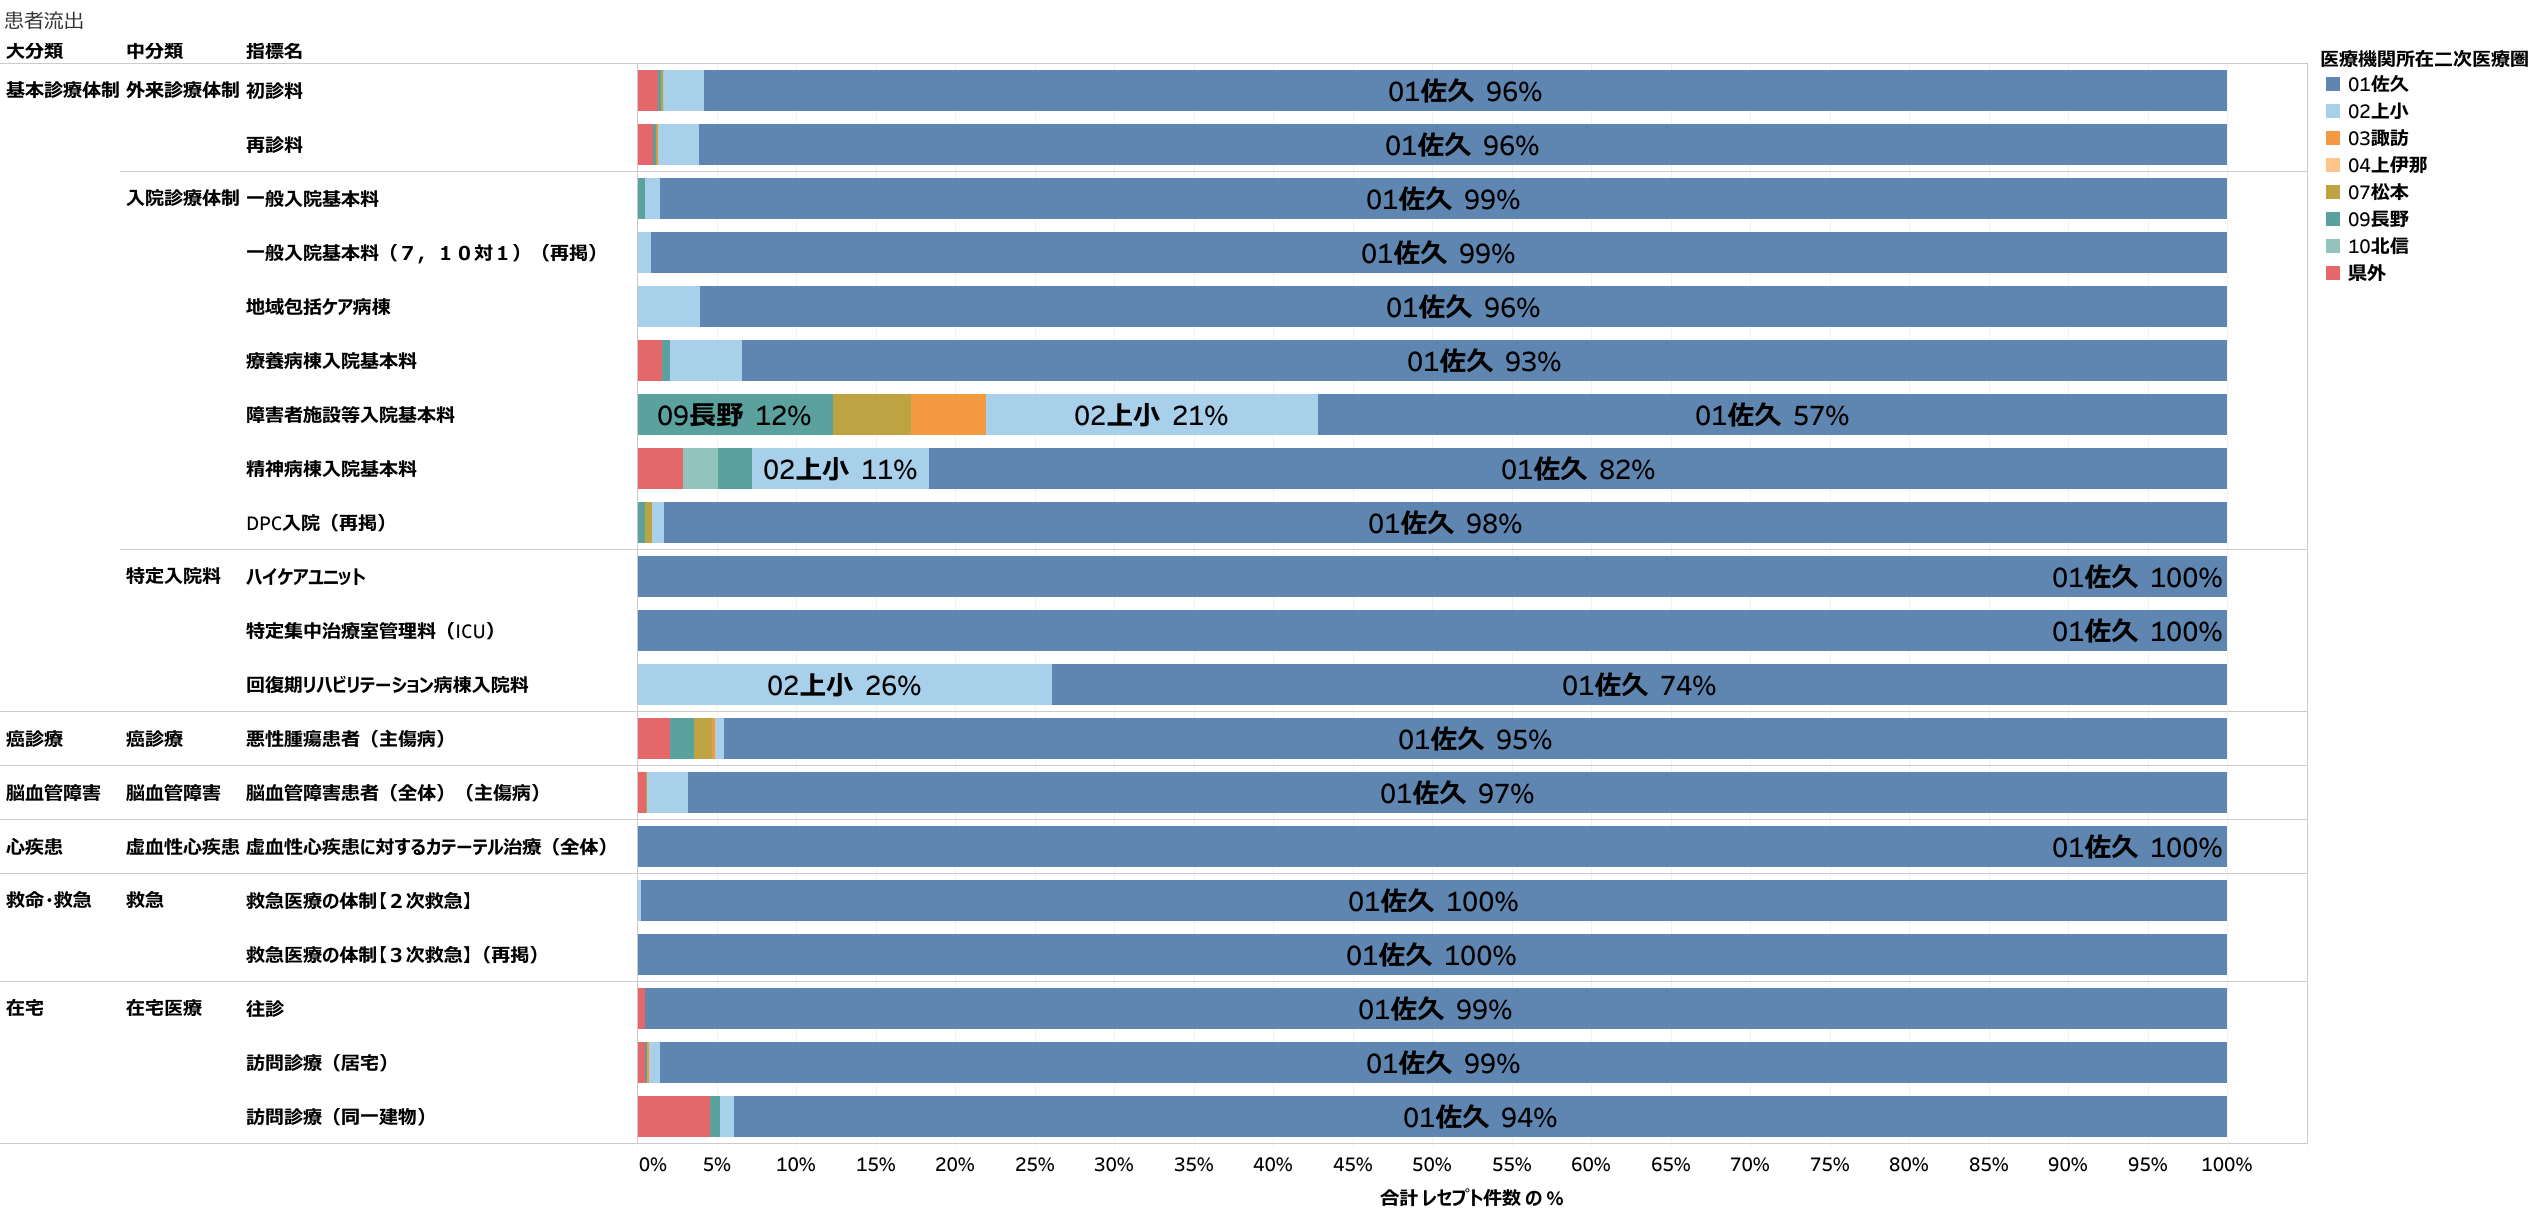 患者流出
大分類 中分類 指標名
基本診療体制 外来診療体制 初診料 01佐久 96%
再診料 01佐久 96%
入院診療体制 一般入院基本料 01佐久 99%
一般入院基本料（７，１０対１）（再掲） 01佐久 99%
地域包括ケア病棟 01佐久 96%
療養病棟入院基本料 01佐久 93%
障害者施設等入院基本料 09長野 12% 02上小 21% 01佐久 57%
精神病棟入院基本料 02上小 11% 01佐久 82%
DPC入院（再掲） 01佐久 98%
特定入院料 ハイケアユニット 01佐久 100%
特定集中治療室管理料（ICU） 01佐久 100%
回復期リハビリテーション病棟入院料 02上小 26% 01佐久 74%
癌診療 癌診療 悪性腫瘍患者（主傷病） 01佐久 95%
脳血管障害 脳血管障害 脳血管障害患者（全体）（主傷病） 01佐久 97%
心疾患 虚血性心疾患 虚血性心疾患に対するカテーテル治療（全体） 01佐久 100%
救命・救急 救急 救急医療の体制【２次救急】 01佐久 100%
救急医療の体制【３次救急】（再掲） 01佐久 100%
在宅 在宅医療 往診 01佐久 99%
訪問診療（居宅） 01佐久 99%
訪問診療（同一建物） 01佐久 94%
0% 5% 10% 15% 20% 25% 30% 35% 40% 45% 50% 55% 60% 65% 70% 75% 80% 85% 90% 95% 100%
合計 レセプト件数 の %
医療機関所在二次医療圏
01佐久
02上小
03諏訪
04上伊那
07松本
09長野
10北信
県外